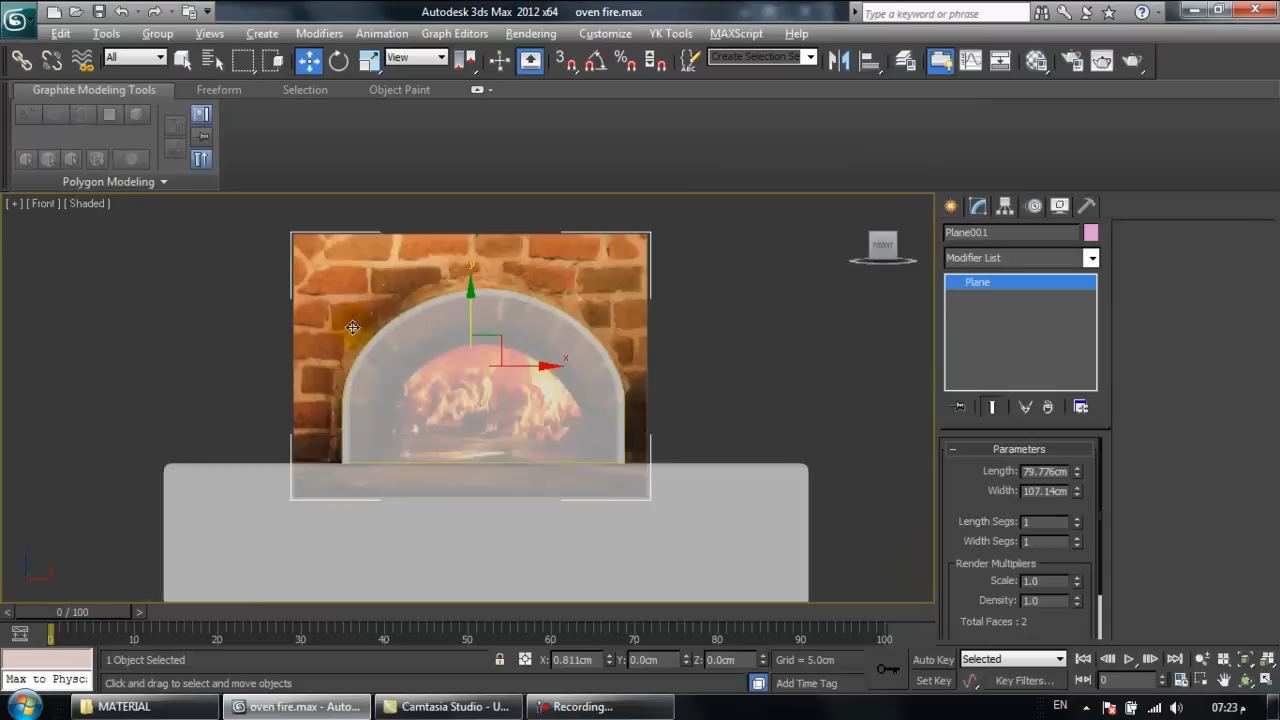 Autodesk 3ds Max 2012 x64 oven fire.max
Type a keyword or phrase
Edit Tools Group Views Create Modifiers Animation Graph Editors Rendering Customize YK Tools MAXScript Help
All View Create Selection Se
Graphite Modeling Tools Freeform Selection Object Paint
Polygon Modeling
[ + ] [ Front ] [ Shaded ]
FRONT
Plane001
Modifier List
Plane
Parameters
Length: 79.776cm
Width: 107.14cm
Length Segs: 1
Width Segs: 1
Render Multipliers
Scale: 1.0
Density: 1.0
Total Faces : 2
y
x
< 0 / 100 >
0 10 20 30 40 50 60 70 80 90 100
1 Object Selected X: 0.811cm Y: 0.0cm Z: 0.0cm Grid = 5.0cm Auto Key Selected
Max to Physc Click and drag to select and move objects Add Time Tag Set Key Key Filters... 0
MATERIAL oven fire.max - Auto... Camtasia Studio - U... Recording... EN 07:23 م